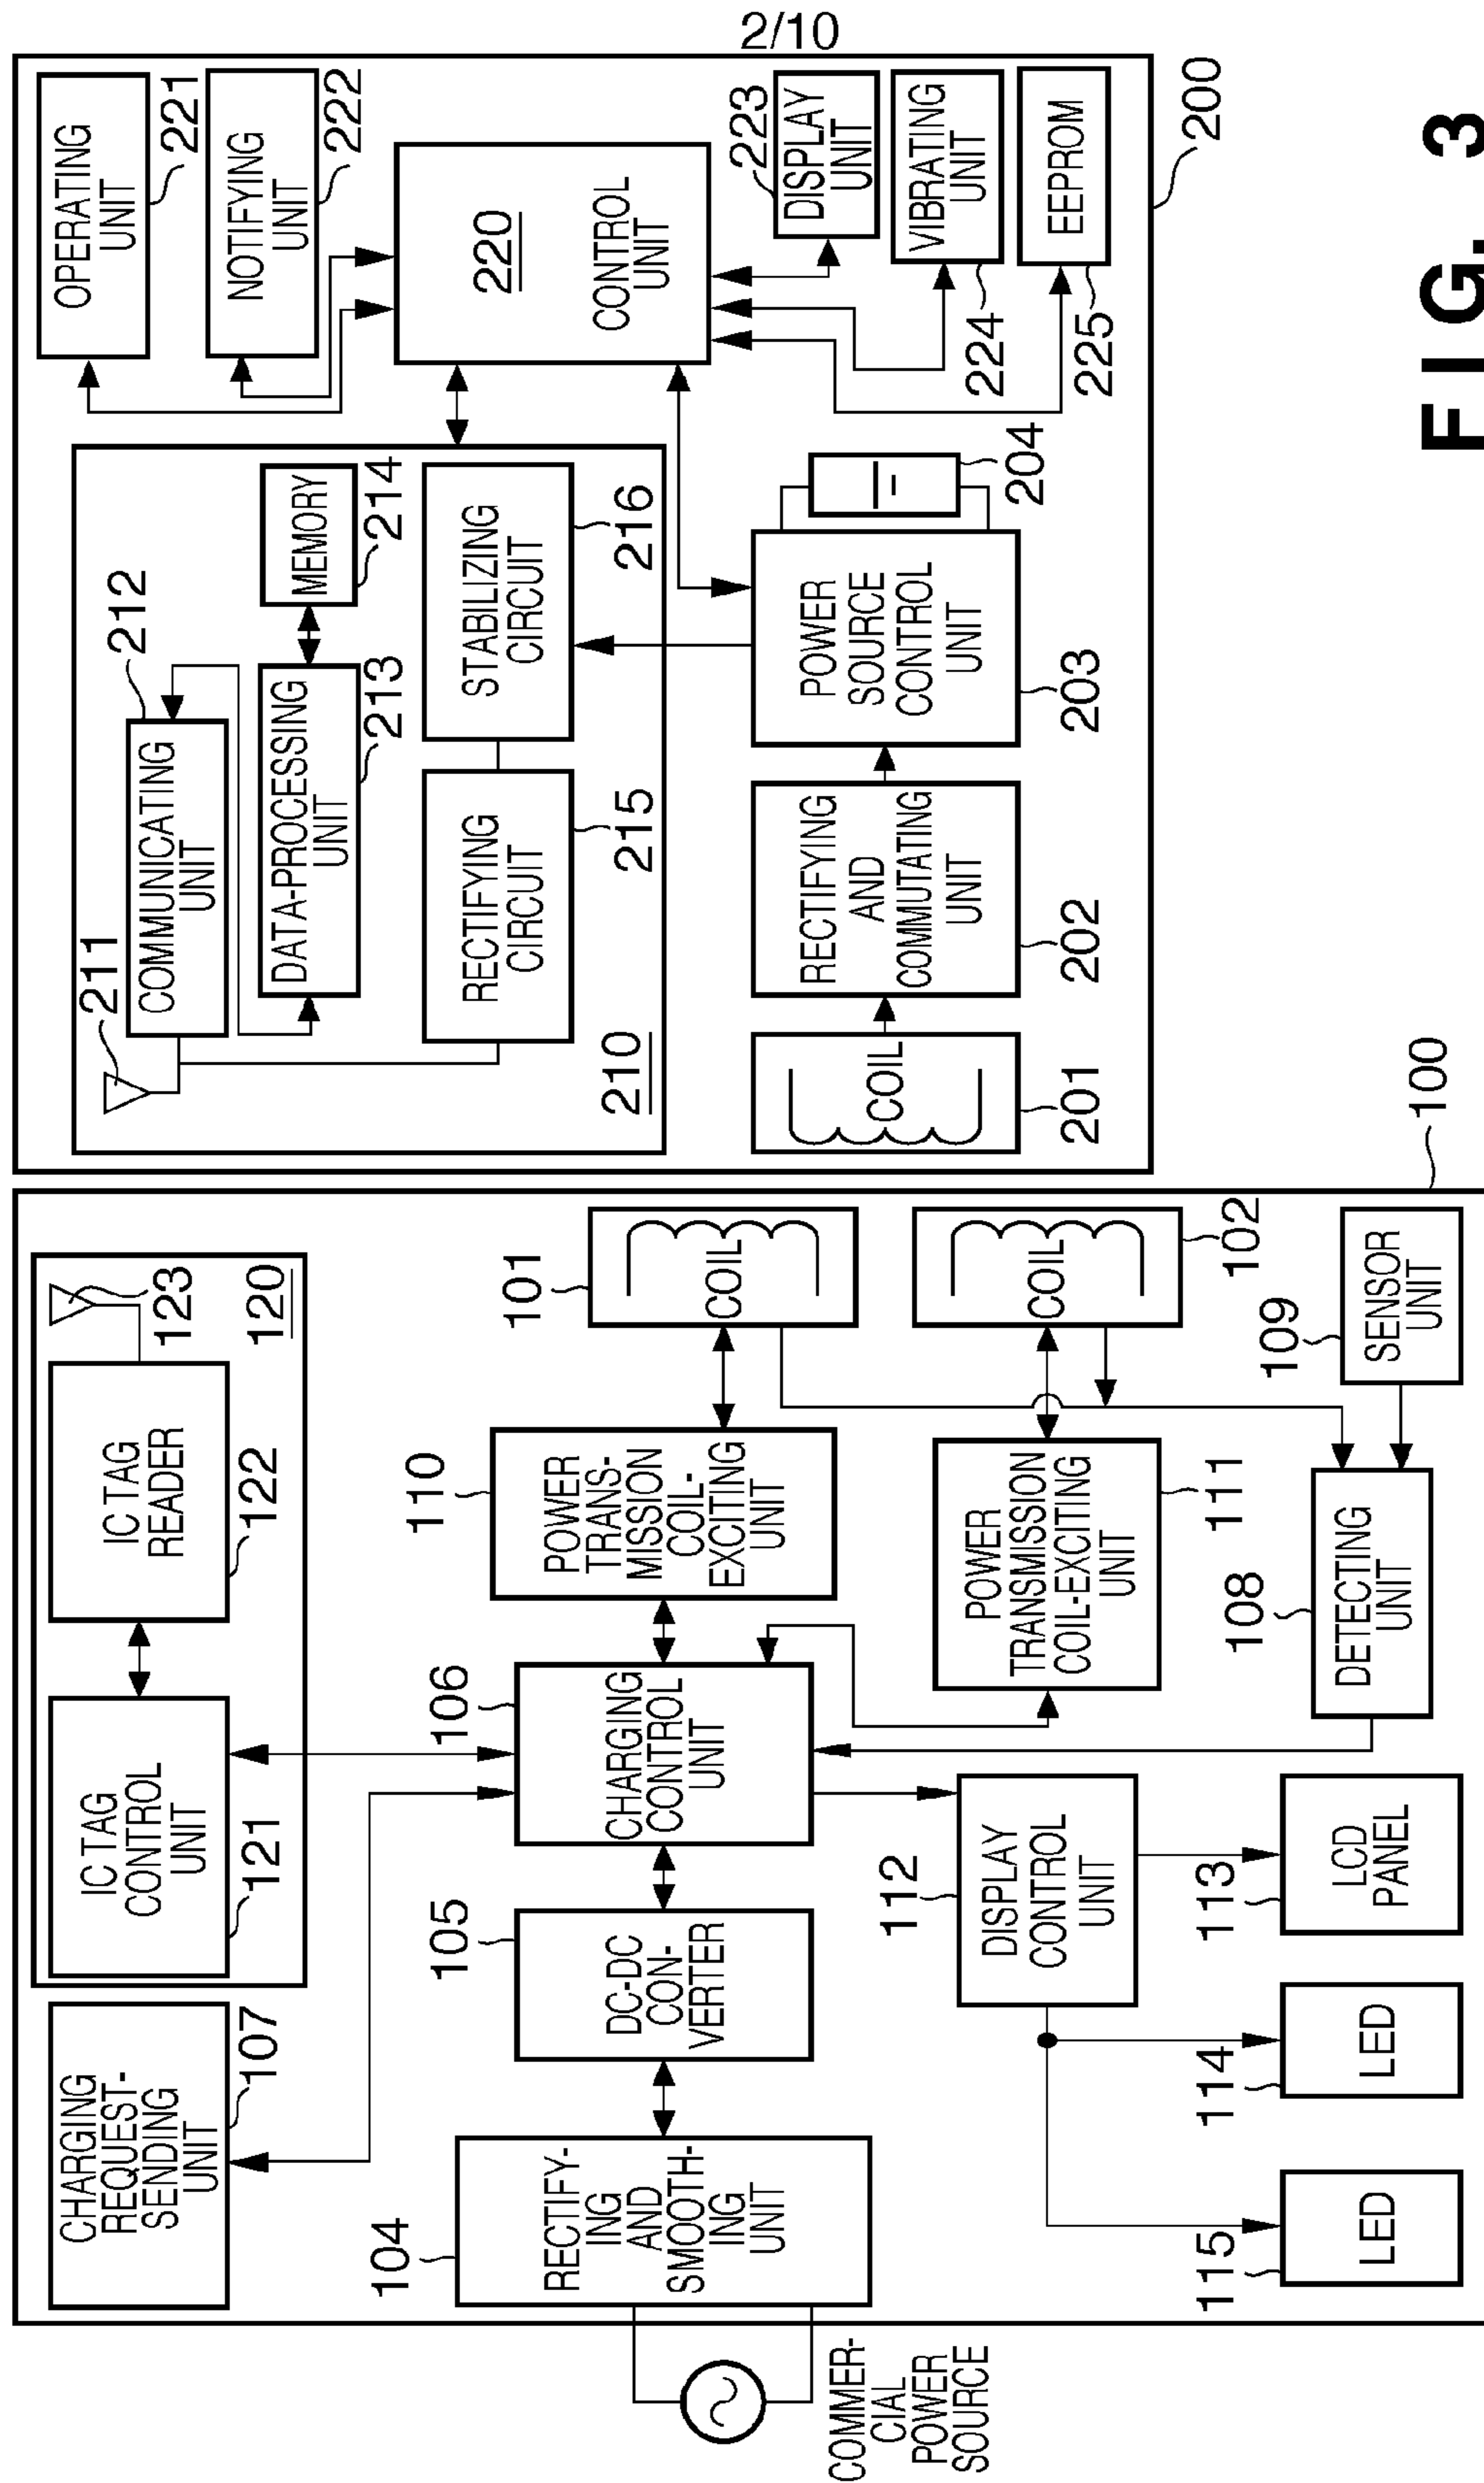 2/10
CHARGING
REQUEST-
SENDING
UNIT
107
IC TAG
CONTROL
UNIT
121
IC TAG
READER
122
123
120
104
RECTIFY-
ING
AND
SMOOTH-
ING
UNIT
COMMER-
CIAL
POWER
SOURCE
105
DC-DC
CON-
VERTER
106
CHARGING
CONTROL
UNIT
110
POWER
TRANS-
MISSION
COIL-
EXCITING
UNIT
101
COIL
POWER
TRANSMISSION
COIL-EXCITING
UNIT
111
COIL
102
109
SENSOR
UNIT
108
DETECTING
UNIT
112
DISPLAY
CONTROL
UNIT
113
LCD
PANEL
114
LED
115
LED
100
211
212
COMMUNICATING
UNIT
DATA-PROCESSING
UNIT
213
MEMORY
214
RECTIFYING
CIRCUIT
215
STABILIZING
CIRCUIT
216
210
COIL
201
RECTIFYING
AND
COMMUTATING
UNIT
202
POWER
SOURCE
CONTROL
UNIT
203
204
OPERATING
UNIT
221
NOTIFYING
UNIT
222
220
CONTROL
UNIT
223
DISPLAY
UNIT
VIBRATING
UNIT
224
EEPROM
225
200
FIG. 3